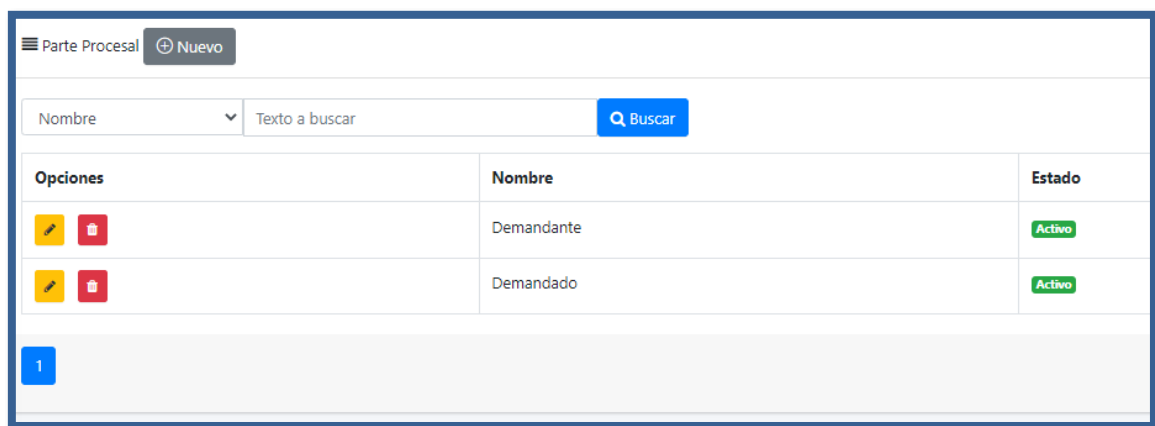 Parte Procesal Nuevo
Nombre Texto a buscar Buscar
Opciones Nombre Estado
Demandante Activo
Demandado Activo
1